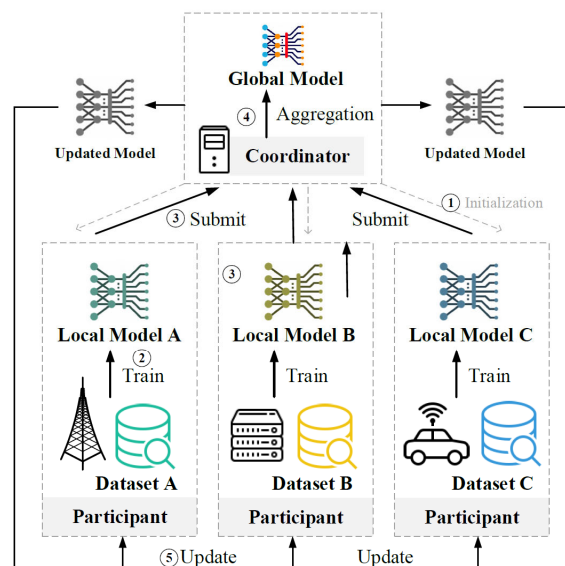 Global Model
④ Aggregation
Coordinator
Updated Model
Updated Model
① Initialization
③ Submit
Submit
③
Local Model A
Local Model B
Local Model C
②
Train
Train
Train
Dataset A
Dataset B
Dataset C
Participant
Participant
Participant
⑤ Update
Update